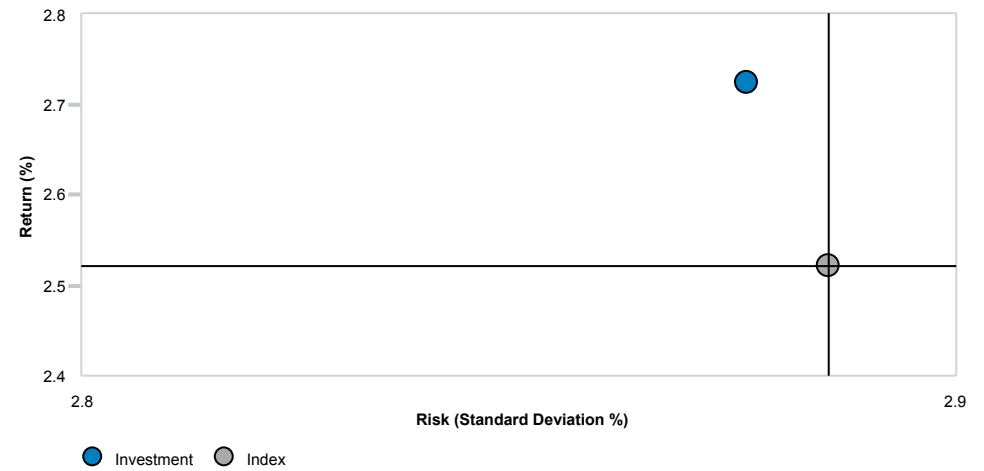 2.8
2.7
2.6
2.5
2.4
Return (%)
2.8 2.9
Risk (Standard Deviation %)
Investment Index